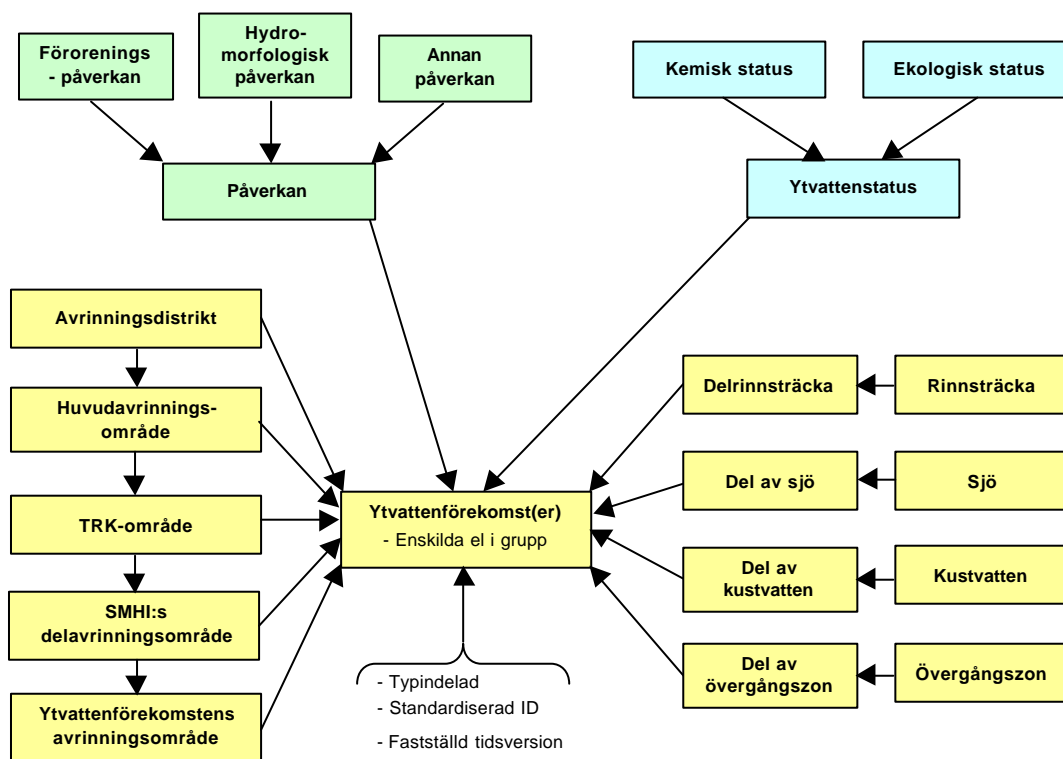 Förorenings
- påverkan
Hydro-
morfologisk
påverkan
Annan
påverkan
Kemisk status
Ekologisk status
Påverkan
Ytvattenstatus
Avrinningsdistrikt
Huvudavrinnings-
område
TRK-område
SMHI:s
delavrinningsområde
Ytvattenförekomstens
avrinningsområde
Ytvattenförekomst(er)
- Enskilda el i grupp
- Typindelad
- Standardiserad ID
- Fastställd tidsversion
Delrinnsträcka
Rinnsträcka
Del av sjö
Sjö
Del av
kustvatten
Kustvatten
Del av
övergångszon
Övergångszon